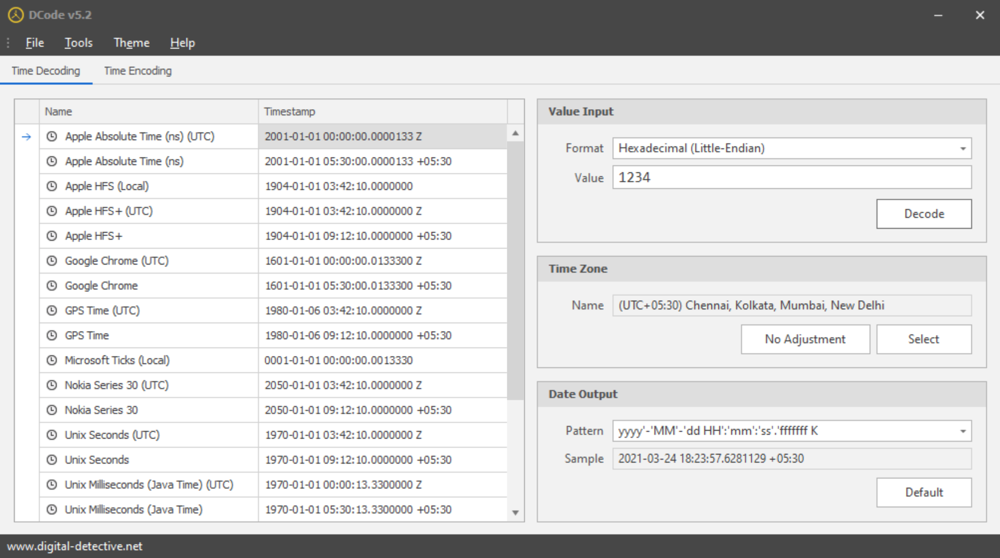 DCode v5.2
File Tools Theme Help
Time Decoding Time Encoding
Name Timestamp
Apple Absolute Time (ns) (UTC) 2001-01-01 00:00:00.0000133 Z
Apple Absolute Time (ns) 2001-01-01 05:30:00.0000133 +05:30
Apple HFS (Local) 1904-01-01 03:42:10.0000000
Apple HFS+ (UTC) 1904-01-01 03:42:10.0000000 Z
Apple HFS+ 1904-01-01 09:12:10.0000000 +05:30
Google Chrome (UTC) 1601-01-01 00:00:00.0133300 Z
Google Chrome 1601-01-01 05:30:00.0133300 +05:30
GPS Time (UTC) 1980-01-06 03:42:10.0000000 Z
GPS Time 1980-01-06 09:12:10.0000000 +05:30
Microsoft Ticks (Local) 0001-01-01 00:00:00.0013330
Nokia Series 30 (UTC) 2050-01-01 03:42:10.0000000 Z
Nokia Series 30 2050-01-01 09:12:10.0000000 +05:30
Unix Seconds (UTC) 1970-01-01 03:42:10.0000000 Z
Unix Seconds 1970-01-01 09:12:10.0000000 +05:30
Unix Milliseconds (Java Time) (UTC) 1970-01-01 00:00:13.3300000 Z
Unix Milliseconds (Java Time) 1970-01-01 05:30:13.3300000 +05:30
Value Input
Format Hexadecimal (Little-Endian)
Value 1234
Decode
Time Zone
Name (UTC+05:30) Chennai, Kolkata, Mumbai, New Delhi
No Adjustment Select
Date Output
Pattern yyyy'-'MM'-'dd HH':'mm':'ss'.'fffffff K
Sample 2021-03-24 18:23:57.6281129 +05:30
Default
www.digital-detective.net